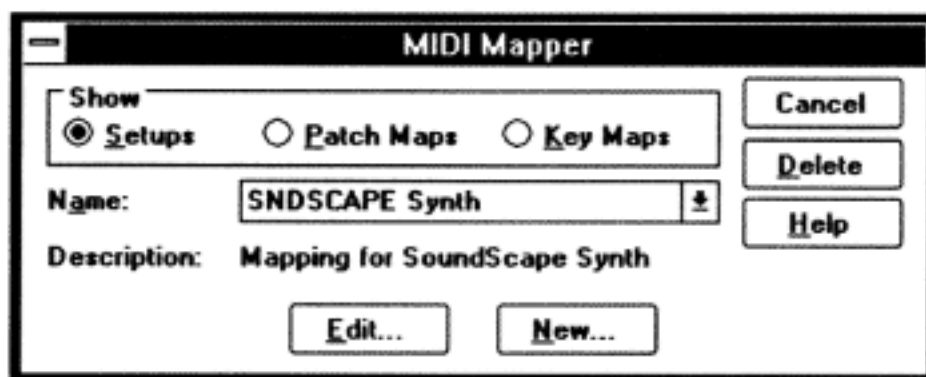 MIDI Mapper
Show
Setups Patch Maps Key Maps
Cancel
Delete
Name: SNDSCAPE Synth
Help
Description: Mapping for SoundScape Synth
Edit... New...